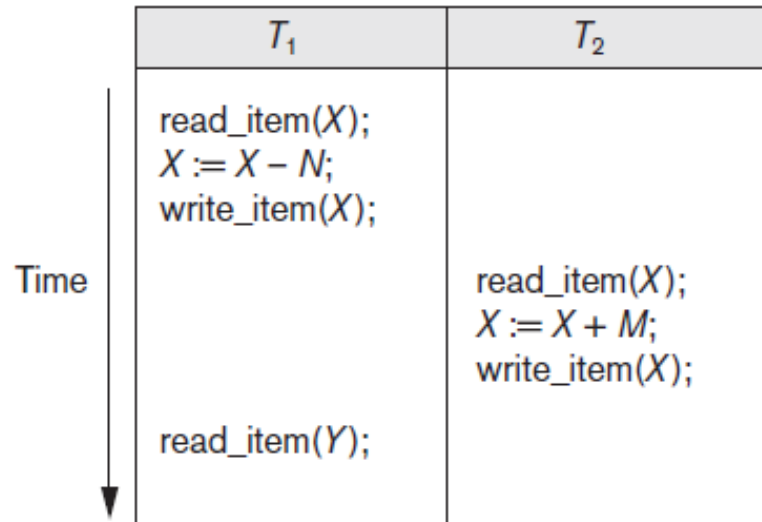 T₁ T₂
read_item(X);
X := X – N;
write_item(X);
Time
read_item(X);
X := X + M;
write_item(X);
read_item(Y);